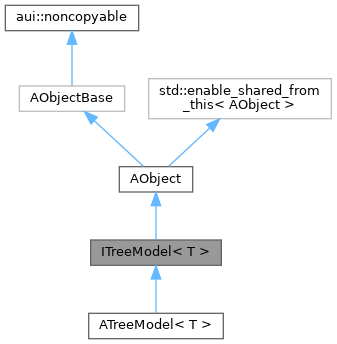 aui::noncopyable
AObjectBase
std::enable_shared_from
_this< AObject >
AObject
ITreeModel< T >
ATreeModel< T >